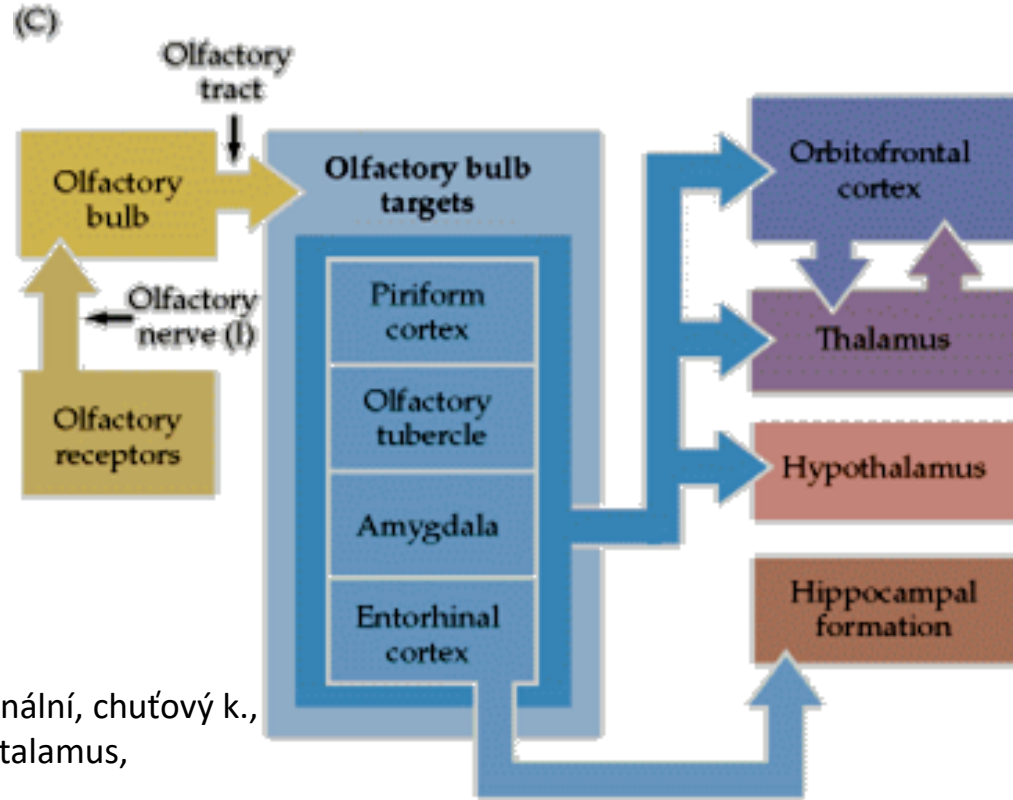 (C)
Olfactory
tract
Olfactory
bulb
Olfactory
nerve (I)
Olfactory
receptors
Olfactory bulb
targets
Piriform
cortex
Olfactory
tubercle
Amygdala
Entorhinal
cortex
Orbitofrontal
cortex
Thalamus
Hypothalamus
Hippocampal
formation
nální, chuťový k.,
talamus,